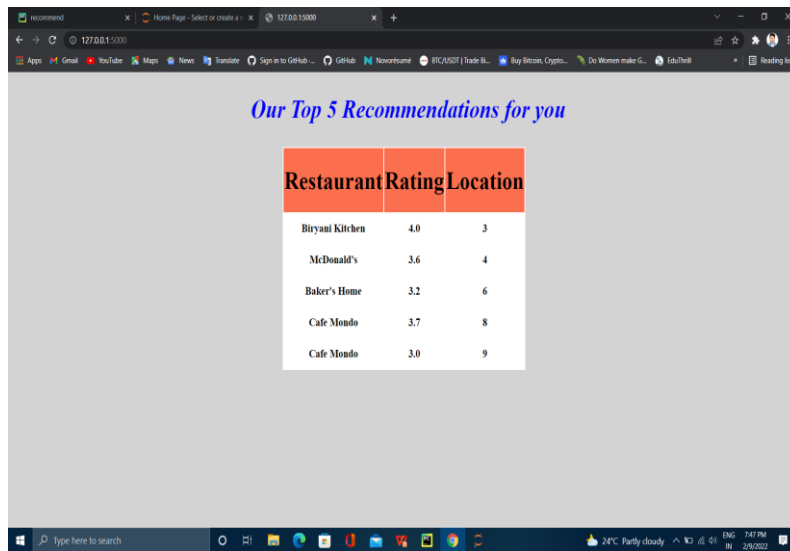 recommend
Home Page - Select or create a n
127.0.0.1:5000
127.0.0.1:5000
Apps Gmail YouTube Maps News Translate Sign in to GitHub ·... GitHub Novorésumé BTC/USDT | Trade Bi... Buy Bitcoin, Crypto... Do Women make G... EduThrill » Reading lis
Our Top 5 Recommendations for you
Restaurant Rating Location
Biryani Kitchen 4.0 3
McDonald's 3.6 4
Baker's Home 3.2 6
Cafe Mondo 3.7 8
Cafe Mondo 3.0 9
Type here to search
24°C Partly cloudy
ENG
IN
7:47 PM
2/9/2022